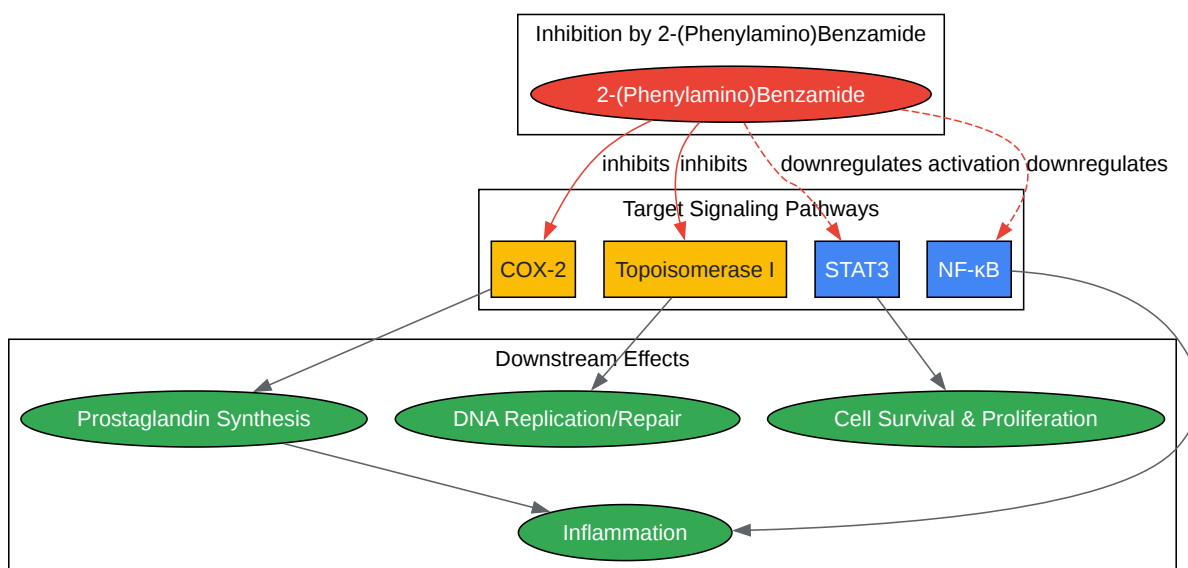 Inhibition by 2-(Phenylamino)Benzamide
2-(Phenylamino)Benzamide
inhibits
inhibits
downregulates activation
downregulates
Target Signaling Pathways
COX-2
Topoisomerase I
STAT3
NF-κB
Downstream Effects
Prostaglandin Synthesis
DNA Replication/Repair
Cell Survival & Proliferation
Inflammation